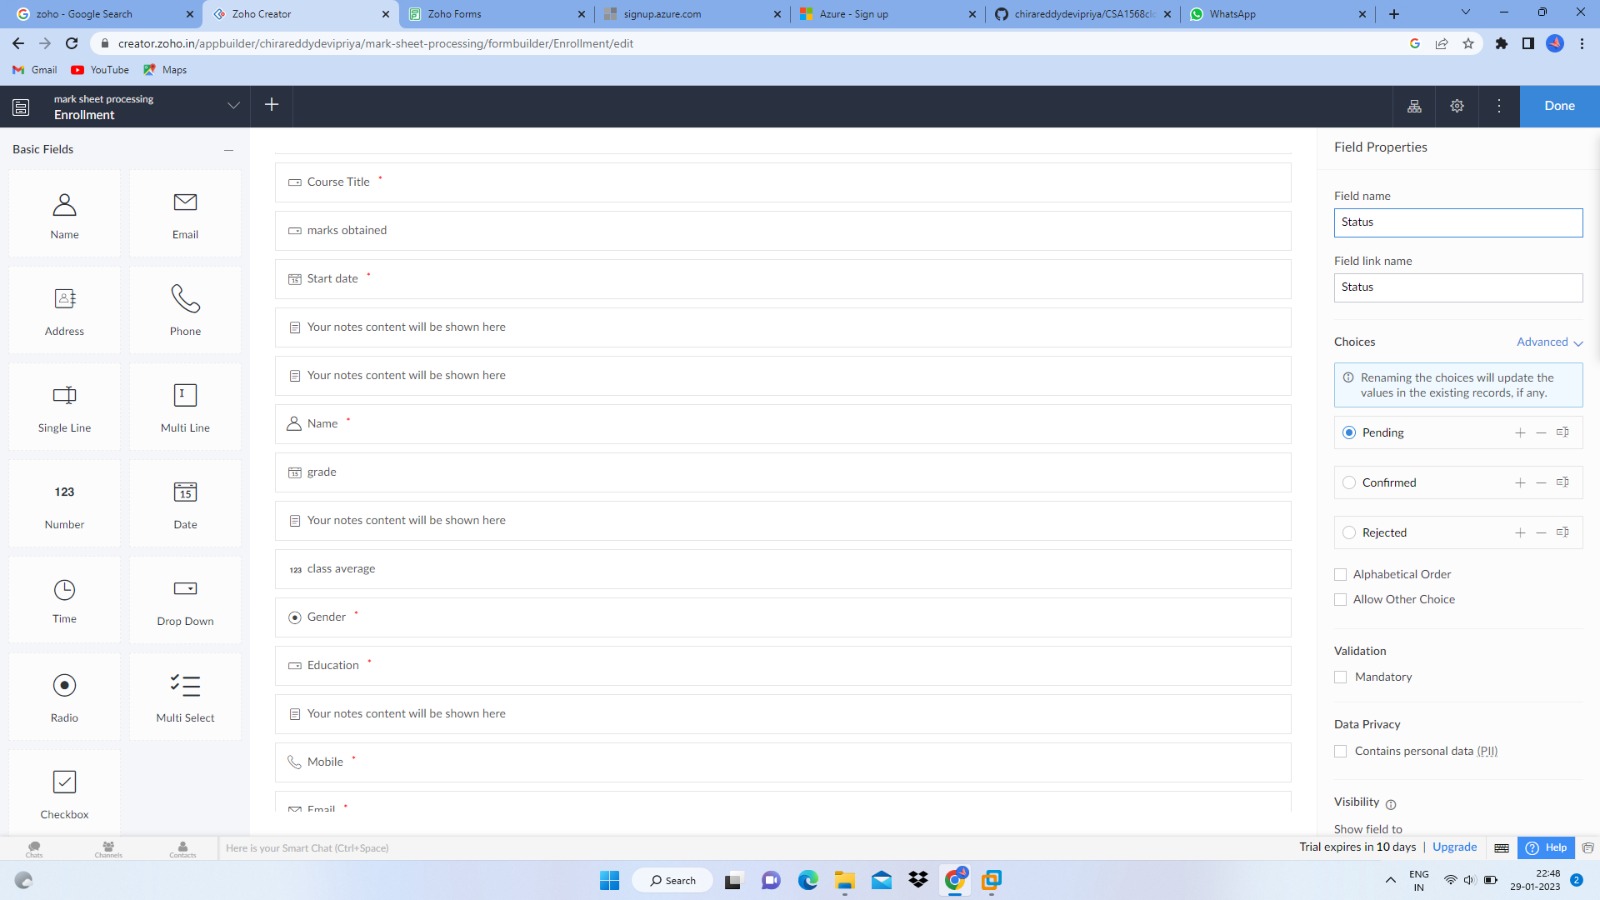 zoho - Google Search
Zoho Creator
Zoho Forms
signup.azure.com
Azure - Sign up
chirareddydevipriya/CSA1568cl
WhatsApp
creator.zoho.in/appbuilder/chirareddydevipriya/mark-sheet-processing/formbuilder/Enrollment/edit
Gmail
YouTube
Maps
mark sheet processing
Enrollment
Done
Basic Fields
Name
Email
Address
Phone
Single Line
Multi Line
123
Number
15
Date
Time
Drop Down
Radio
Multi Select
Checkbox
Course Title *
marks obtained
Start date *
Your notes content will be shown here
Your notes content will be shown here
Name *
grade
Your notes content will be shown here
123 class average
Gender *
Education *
Your notes content will be shown here
Mobile *
Email *
Field Properties
Field name
Status
Field link name
Status
Choices
Advanced
Renaming the choices will update the
values in the existing records, if any.
Pending
Confirmed
Rejected
Alphabetical Order
Allow Other Choice
Validation
Mandatory
Data Privacy
Contains personal data (PII)
Visibility
Show field to
Chats
Channels
Contacts
Here is your Smart Chat (Ctrl+Space)
Trial expires in 10 days | Upgrade
Help
Search
ENG
IN
22:48
29-01-2023
2